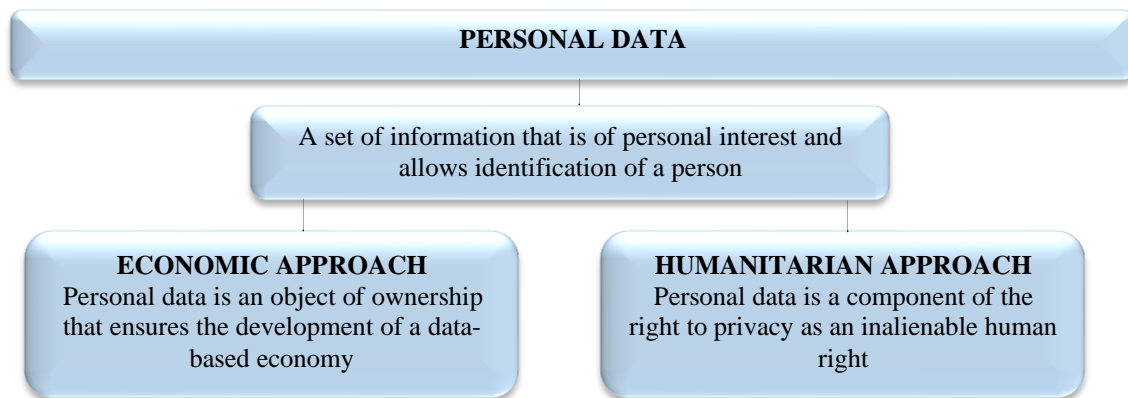 PERSONAL DATA
A set of information that is of personal interest and
allows identification of a person
ECONOMIC APPROACH
Personal data is an object of ownership
that ensures the development of a data-
based economy
HUMANITARIAN APPROACH
Personal data is a component of the
right to privacy as an inalienable human
right